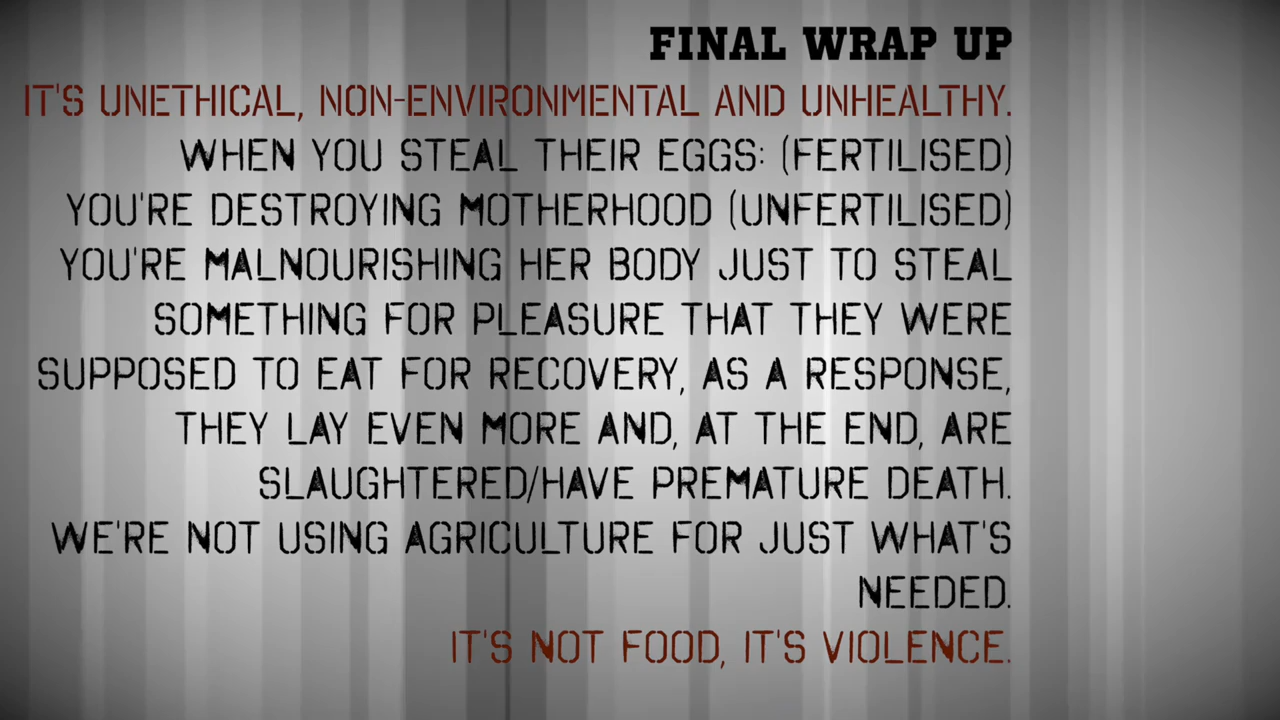 FINAL WRAP UP
IT'S UNETHICAL, NON-ENVIRONMENTAL AND UNHEALTHY.
WHEN YOU STEAL THEIR EGGS: (FERTILISED)
YOU'RE DESTROYING MOTHERHOOD (UNFERTILISED)
YOU'RE MALNOURISHING HER BODY JUST TO STEAL
SOMETHING FOR PLEASURE THAT THEY WERE
SUPPOSED TO EAT FOR RECOVERY, AS A RESPONSE,
THEY LAY EVEN MORE AND, AT THE END, ARE
SLAUGHTERED/HAVE PREMATURE DEATH.
WE'RE NOT USING AGRICULTURE FOR JUST WHAT'S
NEEDED.
IT'S NOT FOOD, IT'S VIOLENCE.